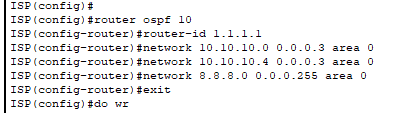 ISP(config)#
ISP(config)#router ospf 10
ISP(config-router)#router-id 1.1.1.1
ISP(config-router)#network 10.10.10.0 0.0.0.3 area 0
ISP(config-router)#network 10.10.10.4 0.0.0.3 area 0
ISP(config-router)#network 8.8.8.0 0.0.0.255 area 0
ISP(config-router)#exit
ISP(config)#do wr